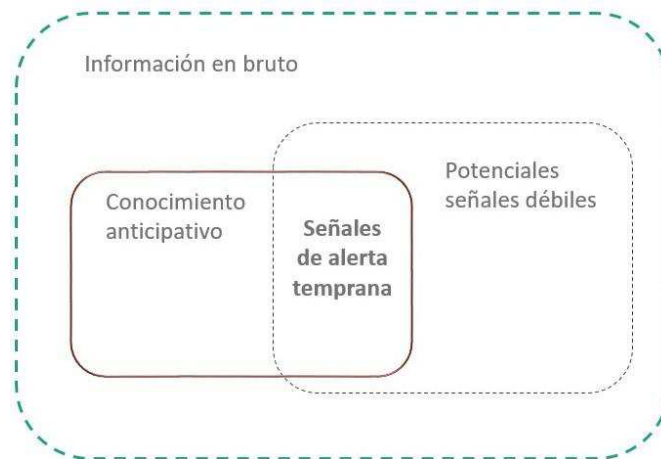 Información en bruto
Conocimiento
anticipativo
Señales
de alerta
temprana
Potenciales
señales débiles